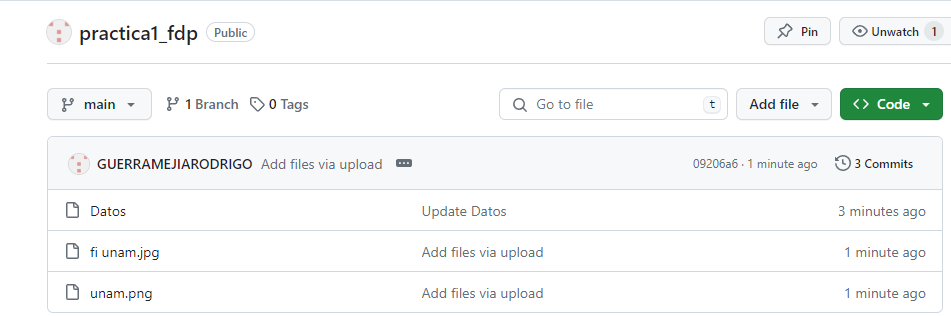 practica1_fdp Public Pin Unwatch 1
main 1 Branch 0 Tags Go to file t Add file <> Code
GUERRAMEJIARODRIGO Add files via upload 09206a6 · 1 minute ago 3 Commits
Datos Update Datos 3 minutes ago
fi unam.jpg Add files via upload 1 minute ago
unam.png Add files via upload 1 minute ago